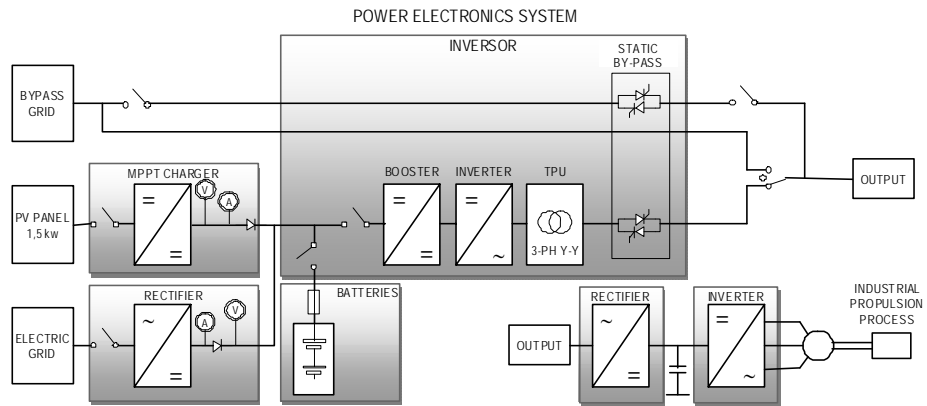 POWER ELECTRONICS SYSTEM
INVERSOR
STATIC
BY-PASS
BYPASS
GRID
MPPT CHARGER
V
A
BOOSTER
INVERTER
TPU
3-PH Y-Y
PV PANEL
1,5 kw
OUTPUT
RECTIFIER
A
V
ELECTRIC
GRID
BATTERIES
OUTPUT
RECTIFIER
INVERTER
INDUSTRIAL
PROPULSION
PROCESS